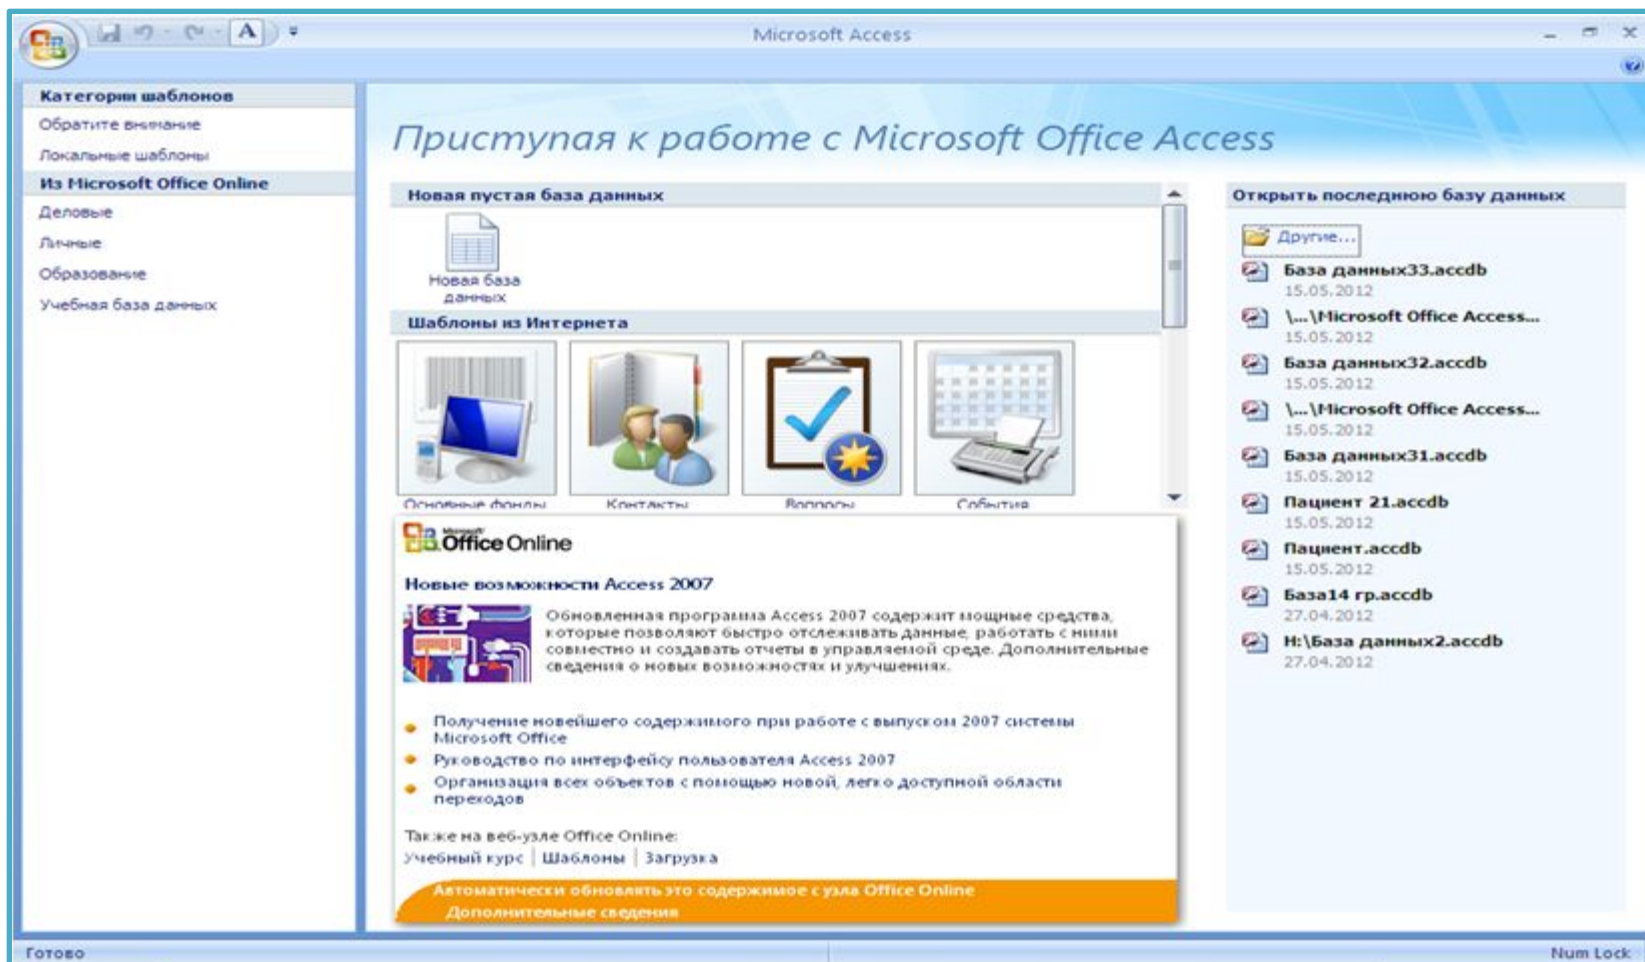 Microsoft Access
Категории шаблонов
Обратите внимание
Локальные шаблоны
Из Microsoft Office Online
Деловые
Личные
Образование
Учебная база данных
Приступая к работе с Microsoft Office Access
Новая пустая база данных
Новая база
данных
Шаблоны из Интернета
Основные фонды
Контакты
Вопросы
События
Microsoft
Office Online
Новые возможности Access 2007
Обновленная программа Access 2007 содержит мощные средства,
которые позволяют быстро отслеживать данные, работать с ними
совместно и создавать отчеты в управляемой среде. Дополнительные
сведения о новых возможностях и улучшениях.
Получение новейшего содержимого при работе с выпуском 2007 системы
Microsoft Office
Руководство по интерфейсу пользователя Access 2007
Организация всех объектов с помощью новой, легко доступной области
переходов
Также на веб-узле Office Online:
Учебный курс | Шаблоны | Загрузка
Автоматически обновлять это содержимое с узла Office Online
Дополнительные сведения
Открыть последнюю базу данных
Другие...
База данных33.accdb
15.05.2012
\...\Microsoft Office Access...
15.05.2012
База данных32.accdb
15.05.2012
\...\Microsoft Office Access...
15.05.2012
База данных31.accdb
15.05.2012
Пациент 21.accdb
15.05.2012
Пациент.accdb
15.05.2012
База14 гр.accdb
27.04.2012
H:\База данных2.accdb
27.04.2012
Готово
Num Lock